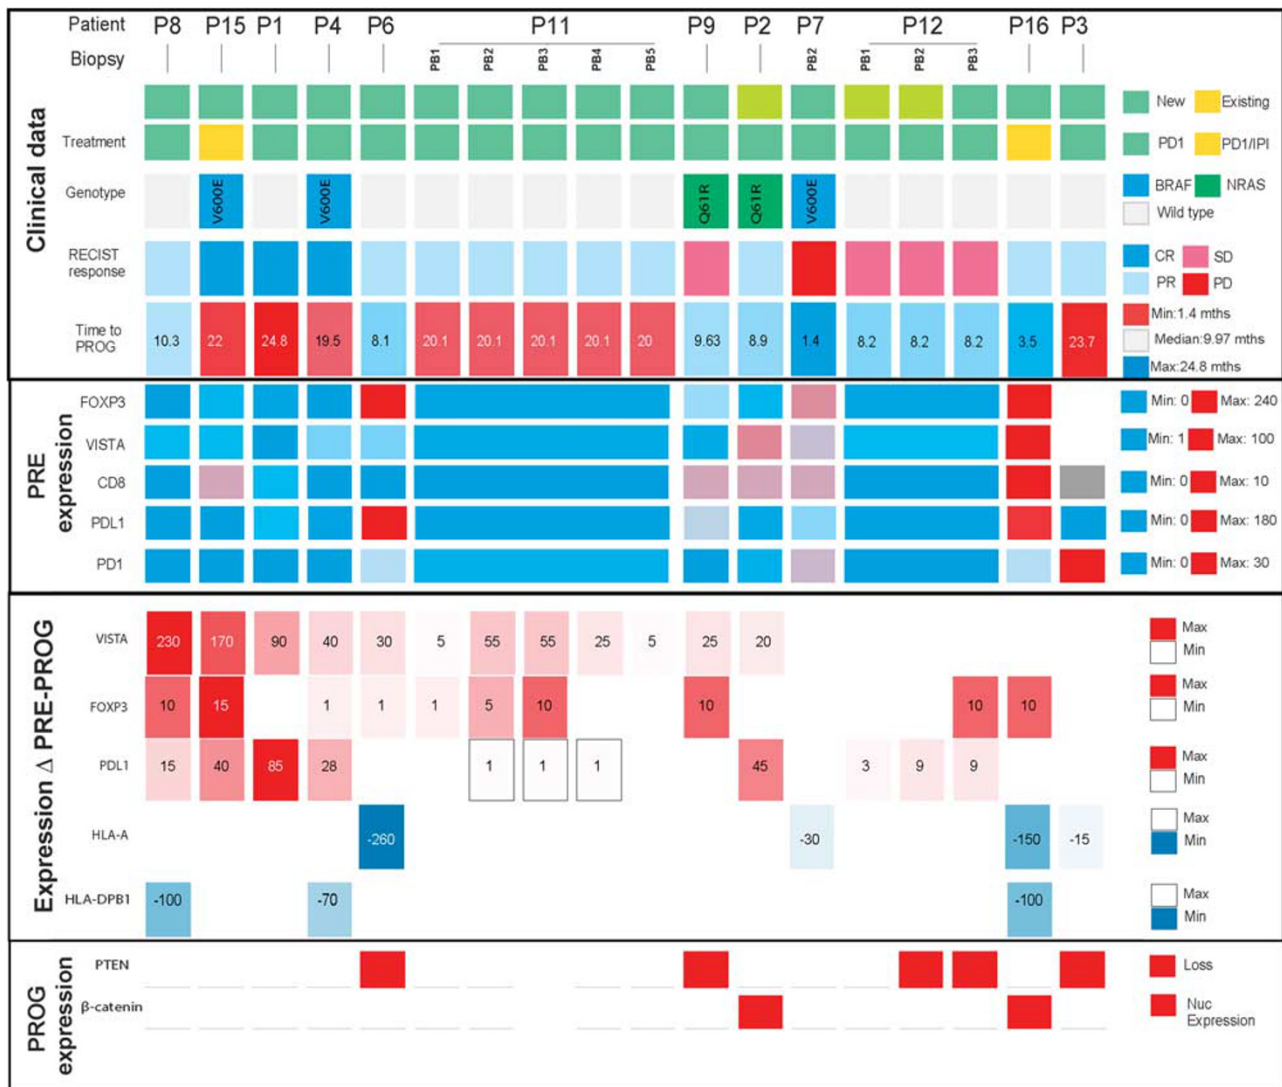 Patient P8 P15 P1 P4 P6 P11 P9 P2 P7 P12 P16 P3
Biopsy PB1 PB2 PB3 PB4 PB5 PB2 PB1 PB2 PB3
Clinical data
New Existing
Treatment PD1 PD1/IPI
Genotype V600E V600E Q61R Q61R V600E BRAF NRAS
Wild type
RECIST response CR SD
PR PD
Time to PROG 10.3 22 24.8 19.5 8.1 20.1 20.1 20.1 20.1 20 9.63 8.9 1.4 8.2 8.2 8.2 3.5 23.7
Min:1.4 mths
Median:9.97 mths
Max:24.8 mths
PRE expression
FOXP3 Min: 0 Max: 240
VISTA Min: 1 Max: 100
CD8 Min: 0 Max: 10
PDL1 Min: 0 Max: 180
PD1 Min: 0 Max: 30
Expression Δ PRE-PROG
VISTA 230 170 90 40 30 5 55 55 25 5 25 20 Max
Min
FOXP3 10 15 1 1 1 5 10 10 10 10 Max
Min
PDL1 15 40 85 28 1 1 1 45 3 9 9 Max
Min
HLA-A -260 -30 -150 -15 Max
Min
HLA-DPB1 -100 -70 -100 Max
Min
PROG expression
PTEN Loss
β-catenin Nuc
Expression